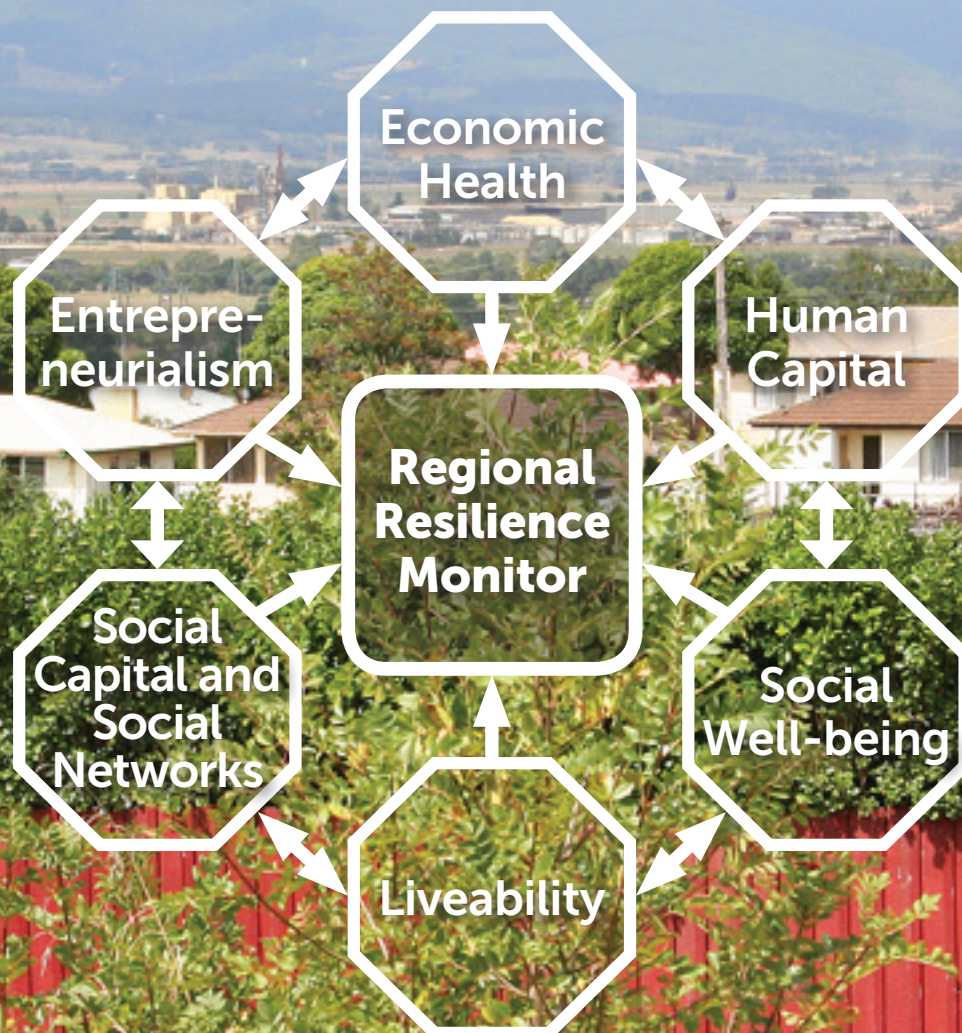 Economic
Health
Entrepre-
neurialism
Human
Capital
Regional
Resilience
Monitor
Social
Capital and
Social
Networks
Social
Well-being
Liveability